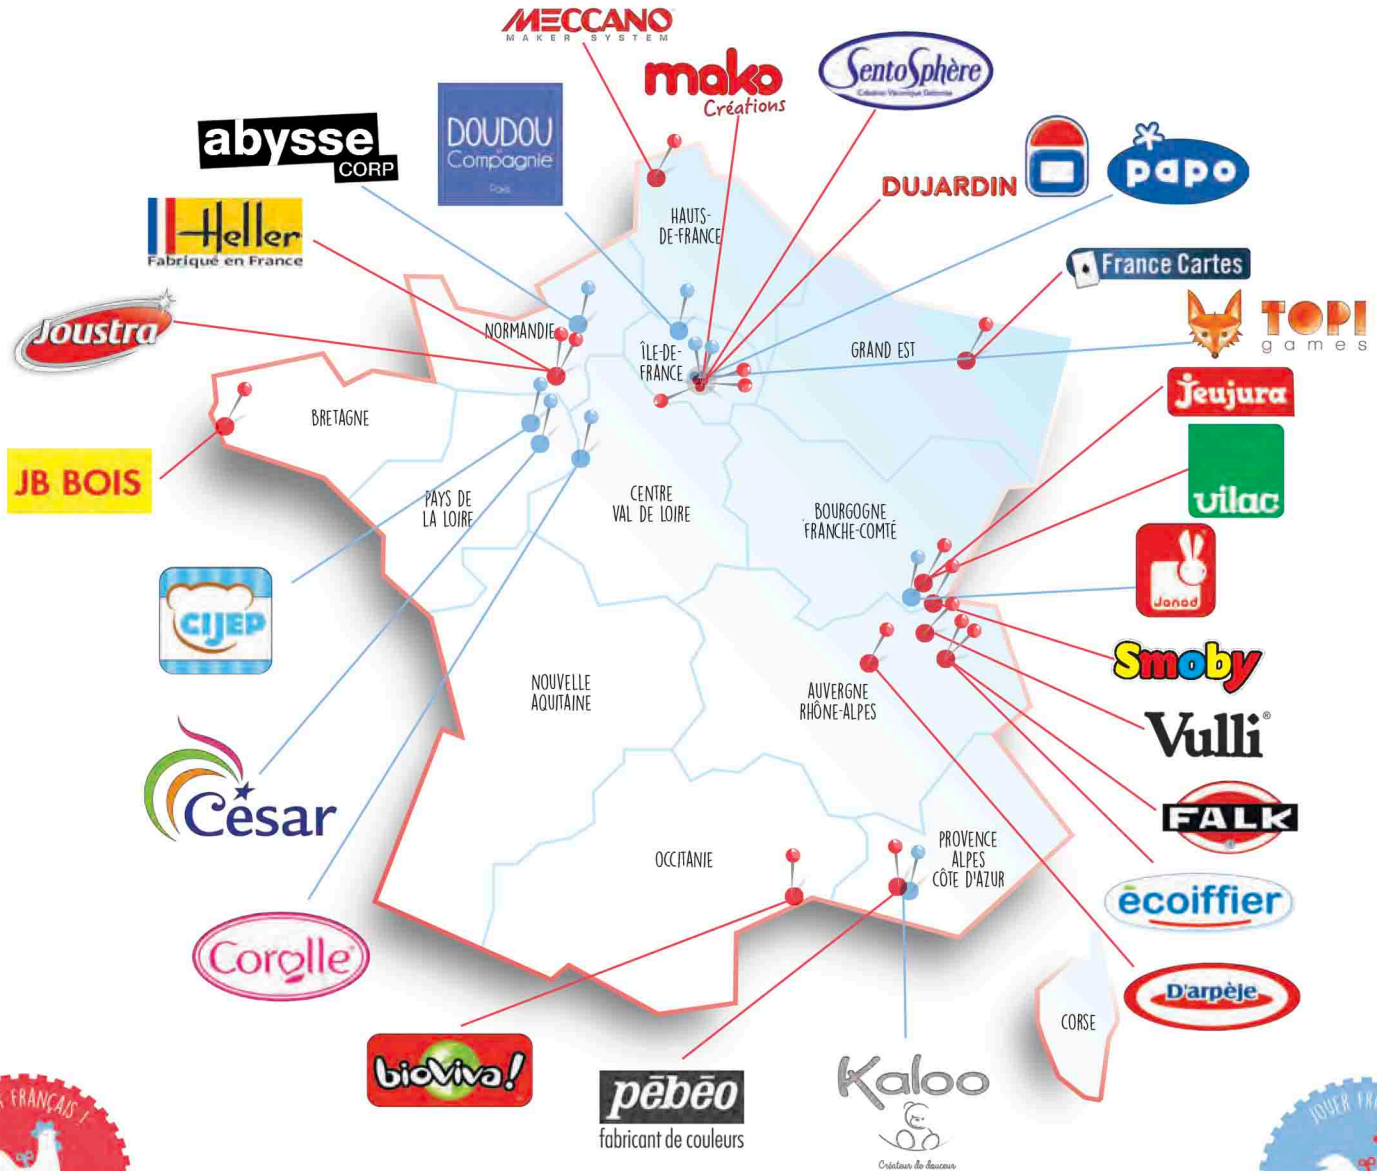 MECCANO
MAKER SYSTEM
mako
Créations
SentoSphère
abysse
CORP
DOUDOU
et
Compagnie
Paris
DUJARDIN
papo
HAUTS-
DE-FRANCE
Heller
Fabriqué en France
France Cartes
Joustra
NORMANDIE
ÎLE-DE-
FRANCE
GRAND EST
TOPI
games
Jeujura
BRETAGNE
JB BOIS
vilac
PAYS DE
LA LOIRE
CENTRE
VAL DE LOIRE
BOURGOGNE
FRANCHE-COMTÉ
Janod
CIJEP
Smoby
NOUVELLE
AQUITAINE
AUVERGNE
RHÔNE-ALPES
Vulli®
César
FALK
OCCITANIE
PROVENCE
ALPES
CÔTE D'AZUR
écoiffier
Corolle
D'arpèje
CORSE
bioViva!
pēbēo
fabricant de couleurs
Kaloo
Créateur de douceur
FRANÇAIS !
JOUER FRA